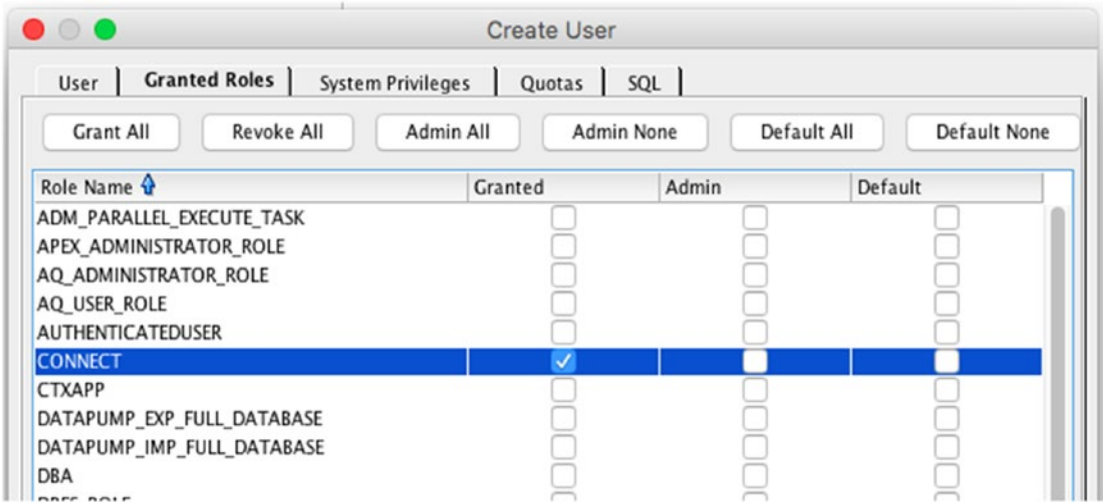 Create User
User Granted Roles System Privileges Quotas SQL
Grant All Revoke All Admin All Admin None Default All Default None
Role Name Granted Admin Default
ADM_PARALLEL_EXECUTE_TASK
APEX_ADMINISTRATOR_ROLE
AQ_ADMINISTRATOR_ROLE
AQ_USER_ROLE
AUTHENTICATEDUSER
CONNECT
CTXAPP
DATAPUMP_EXP_FULL_DATABASE
DATAPUMP_IMP_FULL_DATABASE
DBA